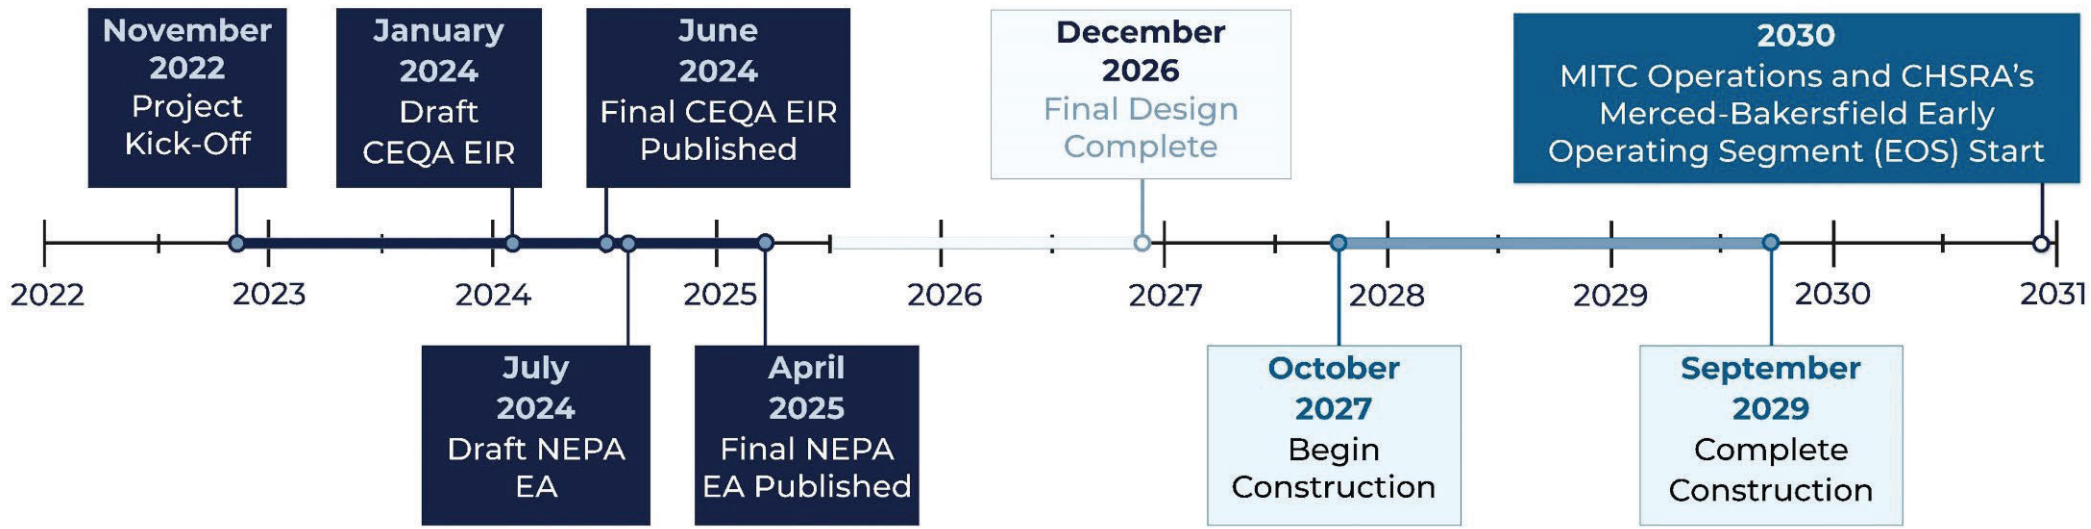 November
2022
Project
Kick-Off
January
2024
Draft
CEQA EIR
June
2024
Final CEQA EIR
Published
December
2026
Final Design
Complete
2030
MITC Operations and CHSRA's
Merced-Bakersfield Early
Operating Segment (EOS) Start
2022
2023
2024
2025
2026
2027
2028
2029
2030
2031
July
2024
Draft NEPA
EA
April
2025
Final NEPA
EA Published
October
2027
Begin
Construction
September
2029
Complete
Construction